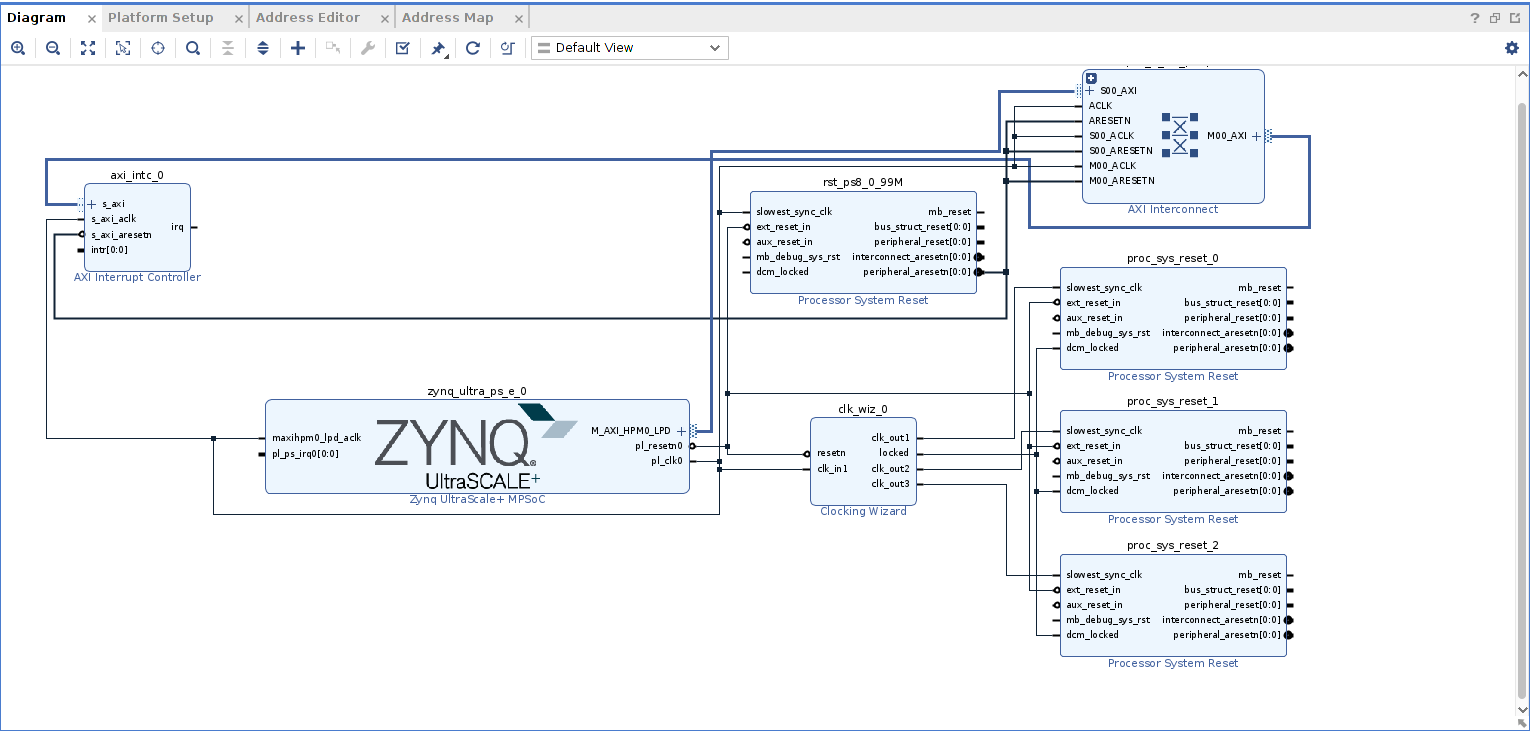 Diagram
Platform Setup
Address Editor
Address Map
Default View
S00_AXI
ACLK
ARESETN
S00_ACLK
S00_ARESETN
M00_ACLK
M00_ARESETN
M00_AXI
AXI Interconnect
axi_intc_0
s_axi
s_axi_aclk
s_axi_aresetn
intr[0:0]
irq
AXI Interrupt Controller
rst_ps8_0_99M
slowest_sync_clk
ext_reset_in
aux_reset_in
mb_debug_sys_rst
dcm_locked
mb_reset
bus_struct_reset[0:0]
peripheral_reset[0:0]
interconnect_aresetn[0:0]
peripheral_aresetn[0:0]
Processor System Reset
proc_sys_reset_0
slowest_sync_clk
ext_reset_in
aux_reset_in
mb_debug_sys_rst
dcm_locked
mb_reset
bus_struct_reset[0:0]
peripheral_reset[0:0]
interconnect_aresetn[0:0]
peripheral_aresetn[0:0]
Processor System Reset
zynq_ultra_ps_e_0
maxihpm0_lpd_aclk
pl_ps_irq0[0:0]
ZYNQ
UltraSCALE+
M_AXI_HPM0_LPD
pl_resetn0
pl_clk0
Zynq UltraScale+ MPSoC
clk_wiz_0
resetn
clk_in1
clk_out1
locked
clk_out2
clk_out3
Clocking Wizard
proc_sys_reset_1
slowest_sync_clk
ext_reset_in
aux_reset_in
mb_debug_sys_rst
dcm_locked
mb_reset
bus_struct_reset[0:0]
peripheral_reset[0:0]
interconnect_aresetn[0:0]
peripheral_aresetn[0:0]
Processor System Reset
proc_sys_reset_2
slowest_sync_clk
ext_reset_in
aux_reset_in
mb_debug_sys_rst
dcm_locked
mb_reset
bus_struct_reset[0:0]
peripheral_reset[0:0]
interconnect_aresetn[0:0]
peripheral_aresetn[0:0]
Processor System Reset